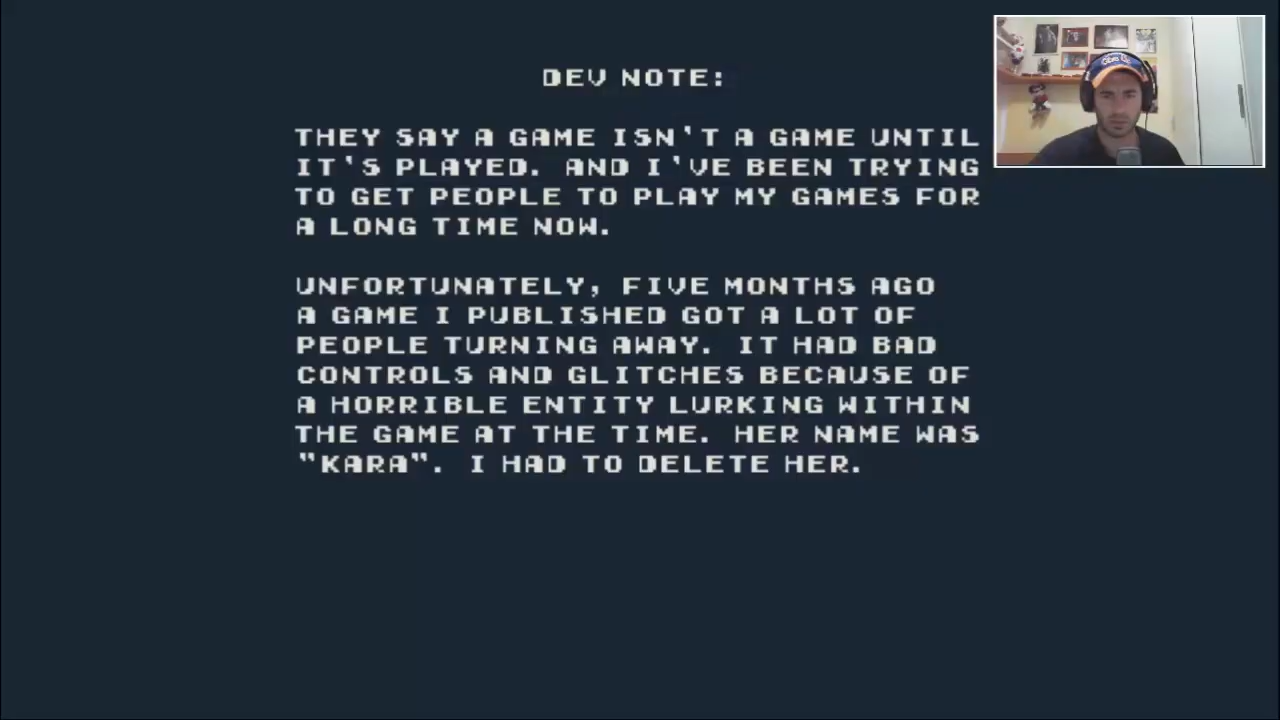 DEV NOTE:
THEY SAY A GAME ISN'T A GAME UNTIL
IT'S PLAYED. AND I'VE BEEN TRYING
TO GET PEOPLE TO PLAY MY GAMES FOR
A LONG TIME NOW.
UNFORTUNATELY, FIVE MONTHS AGO
A GAME I PUBLISHED GOT A LOT OF
PEOPLE TURNING AWAY. IT HAD BAD
CONTROLS AND GLITCHES BECAUSE OF
A HORRIBLE ENTITY LURKING WITHIN
THE GAME AT THE TIME. HER NAME WAS
"KARA". I HAD TO DELETE HER.